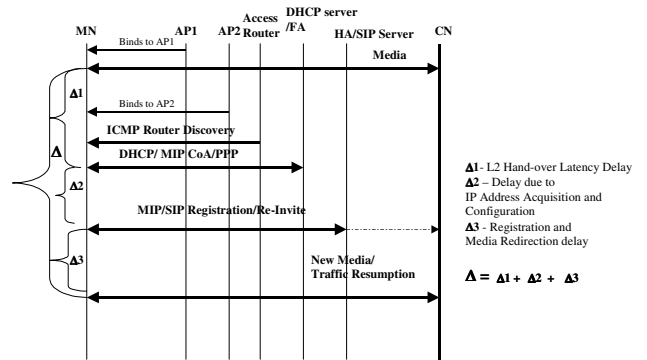 MN
AP1
AP2
Access
Router
DHCP server
/FA
HA/SIP Server
CN
Binds to AP1
Media
Δ1
Binds to AP2
ICMP Router Discovery
Δ
DHCP/ MIP CoA/PPP
Δ2
MIP/SIP Registration/Re-Invite
Δ3
New Media/
Traffic Resumption
Δ1- L2 Hand-over Latency Delay
Δ2 – Delay due to
IP Address Acquisition and
Configuration
Δ3 - Registration and
Media Redirection delay
Δ = Δ1 + Δ2 + Δ3